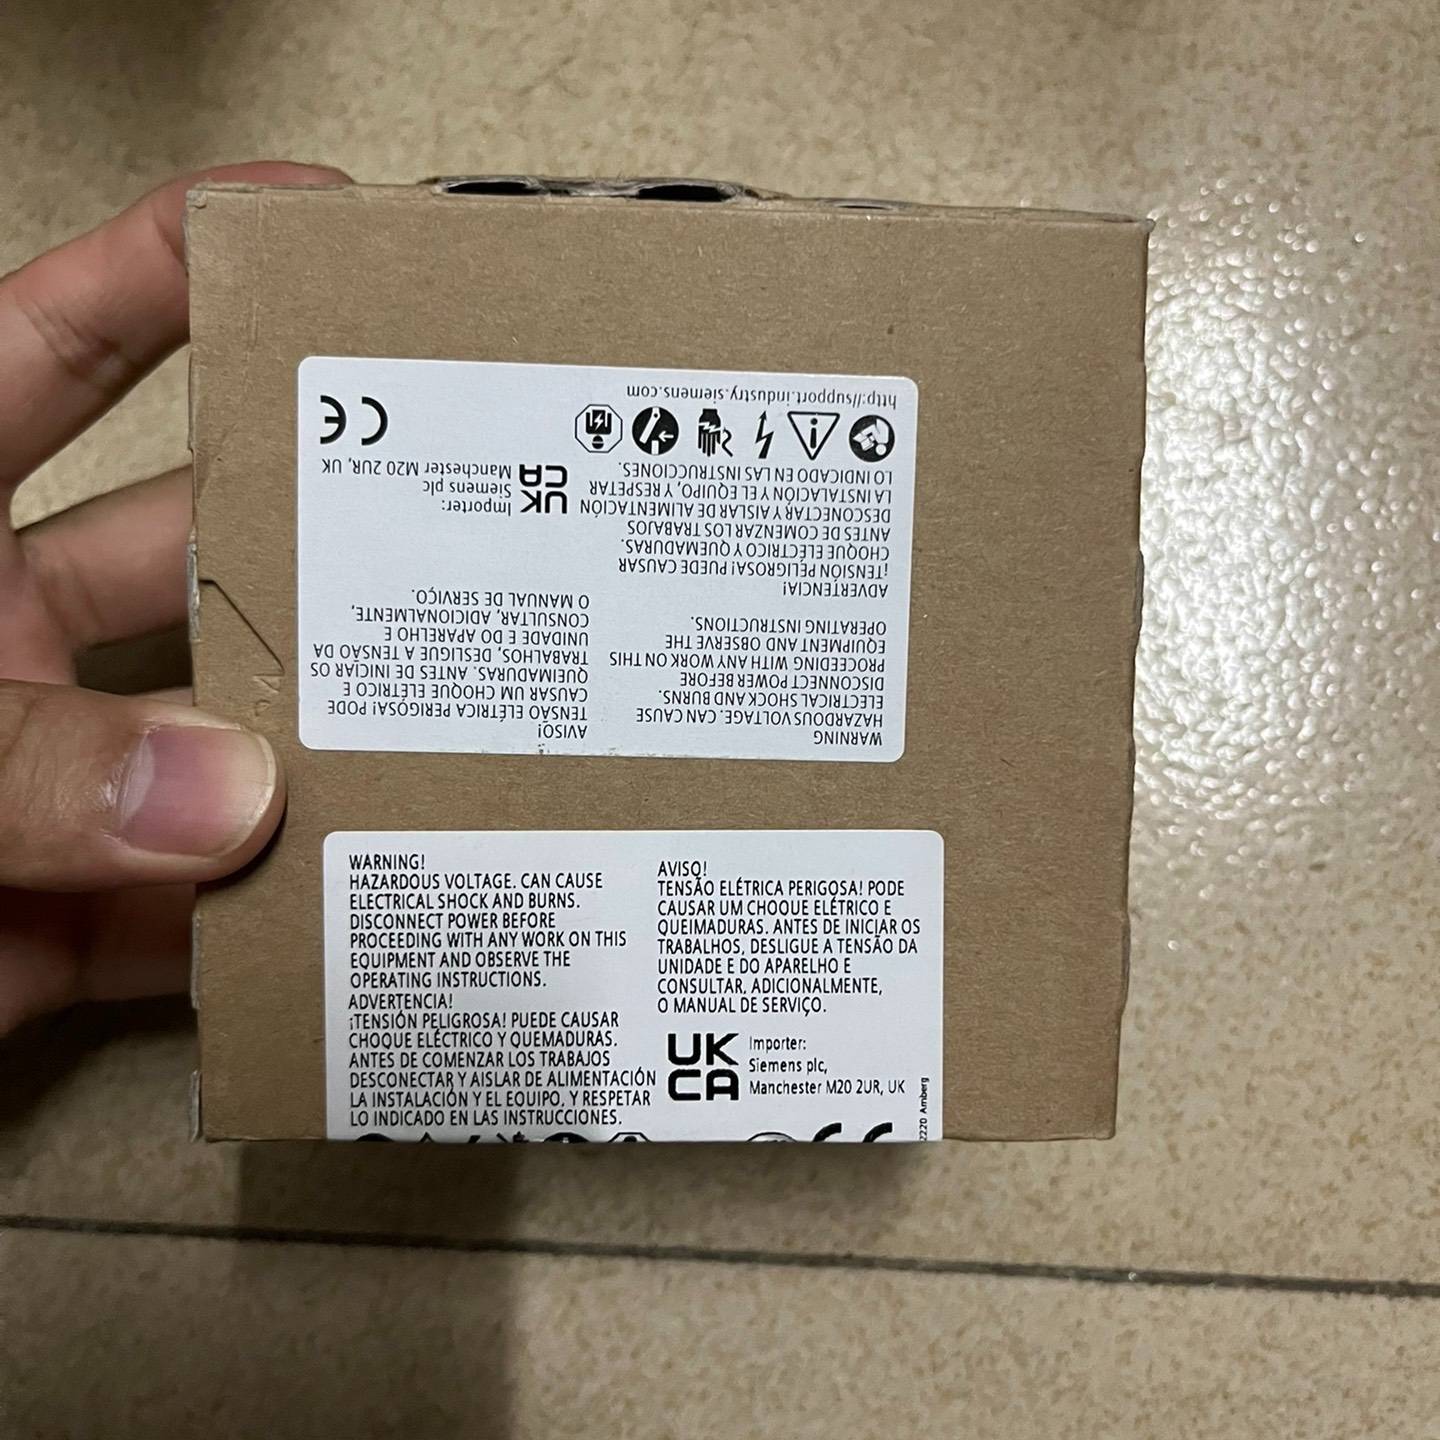 http://support.industry.siemens.com
LO INDICADO EN LAS INSTRUCCIONES.
LA INSTALACIÓN Y EL EQUIPO, Y RESPETAR
DESCONECTAR Y AISLAR DE ALIMENTACIÓN
ANTES DE COMENZAR LOS TRABAJOS
CHOQUE ELÉCTRICO Y QUEMADURAS.
¡TENSIÓN PELIGROSA! PUEDE CAUSAR
ADVERTENCIA!
OPERATING INSTRUCTIONS.
EQUIPMENT AND OBSERVE THE
PROCEEDING WITH ANY WORK ON THIS
DISCONNECT POWER BEFORE
ELECTRICAL SHOCK AND BURNS.
HAZARDOUS VOLTAGE. CAN CAUSE
WARNING
CE
UK
CA
Importer:
Siemens plc
Manchester M20 2UR, UK
AVISO!
TENSÃO ELÉTRICA PERIGOSA! PODE
CAUSAR UM CHOQUE ELÉTRICO E
QUEIMADURAS. ANTES DE INICIAR OS
TRABALHOS, DESLIGUE A TENSÃO DA
UNIDADE E DO APARELHO E
CONSULTAR, ADICIONALMENTE,
O MANUAL DE SERVIÇO.
WARNING!
HAZARDOUS VOLTAGE. CAN CAUSE
ELECTRICAL SHOCK AND BURNS.
DISCONNECT POWER BEFORE
PROCEEDING WITH ANY WORK ON THIS
EQUIPMENT AND OBSERVE THE
OPERATING INSTRUCTIONS.
ADVERTENCIA!
¡TENSIÓN PELIGROSA! PUEDE CAUSAR
CHOQUE ELÉCTRICO Y QUEMADURAS.
ANTES DE COMENZAR LOS TRABAJOS
DESCONECTAR Y AISLAR DE ALIMENTACIÓN
LA INSTALACIÓN Y EL EQUIPO, Y RESPETAR
LO INDICADO EN LAS INSTRUCCIONES.
AVISO!
TENSÃO ELÉTRICA PERIGOSA! PODE
CAUSAR UM CHOQUE ELÉTRICO E
QUEIMADURAS. ANTES DE INICIAR OS
TRABALHOS, DESLIGUE A TENSÃO DA
UNIDADE E DO APARELHO E
CONSULTAR, ADICIONALMENTE,
O MANUAL DE SERVIÇO.
UK
CA
Importer:
Siemens plc,
Manchester M20 2UR, UK
CE
Amberg